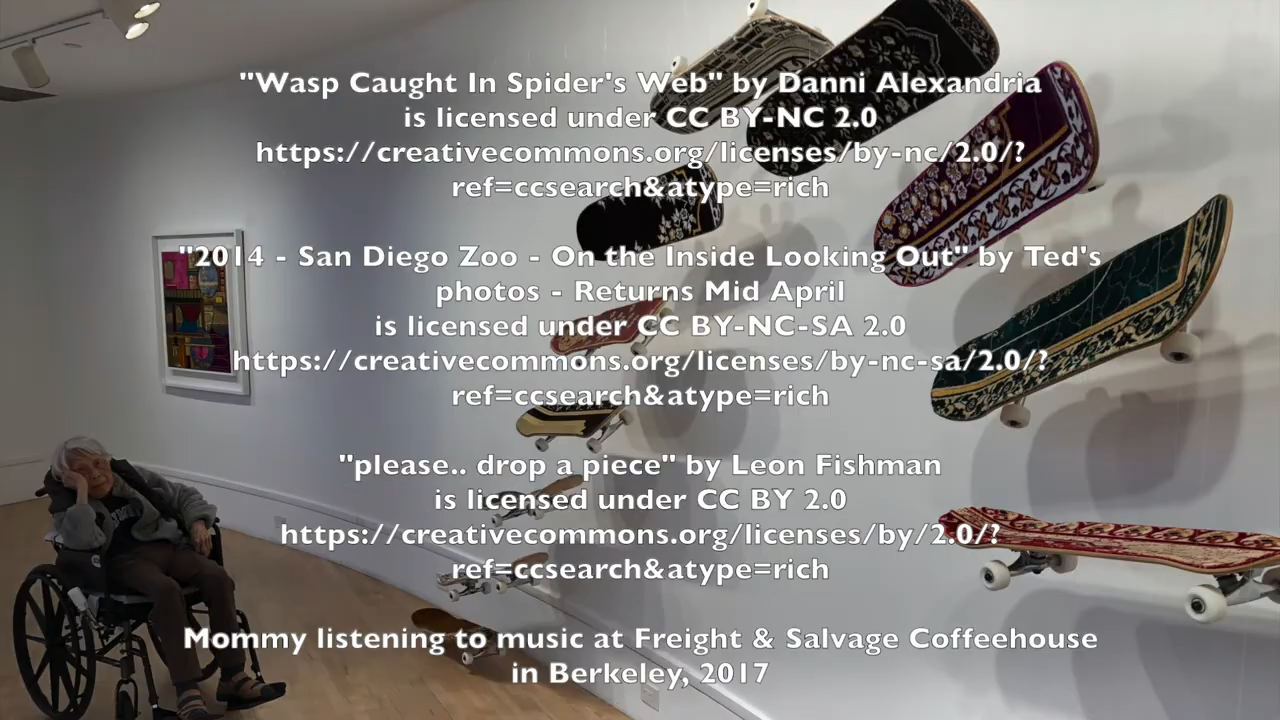 "Wasp Caught In Spider's Web" by Danni Alexandria
is licensed under CC BY-NC 2.0
https://creativecommons.org/licenses/by-nc/2.0/?
ref=ccsearch&atype=rich
"2014 - San Diego Zoo - On the Inside Looking Out" by Ted's
photos - Returns Mid April
is licensed under CC BY-NC-SA 2.0
https://creativecommons.org/licenses/by-nc-sa/2.0/?
ref=ccsearch&atype=rich
"please.. drop a piece" by Leon Fishman
is licensed under CC BY 2.0
https://creativecommons.org/licenses/by/2.0/?
ref=ccsearch&atype=rich
Mommy listening to music at Freight & Salvage Coffeehouse
in Berkeley, 2017